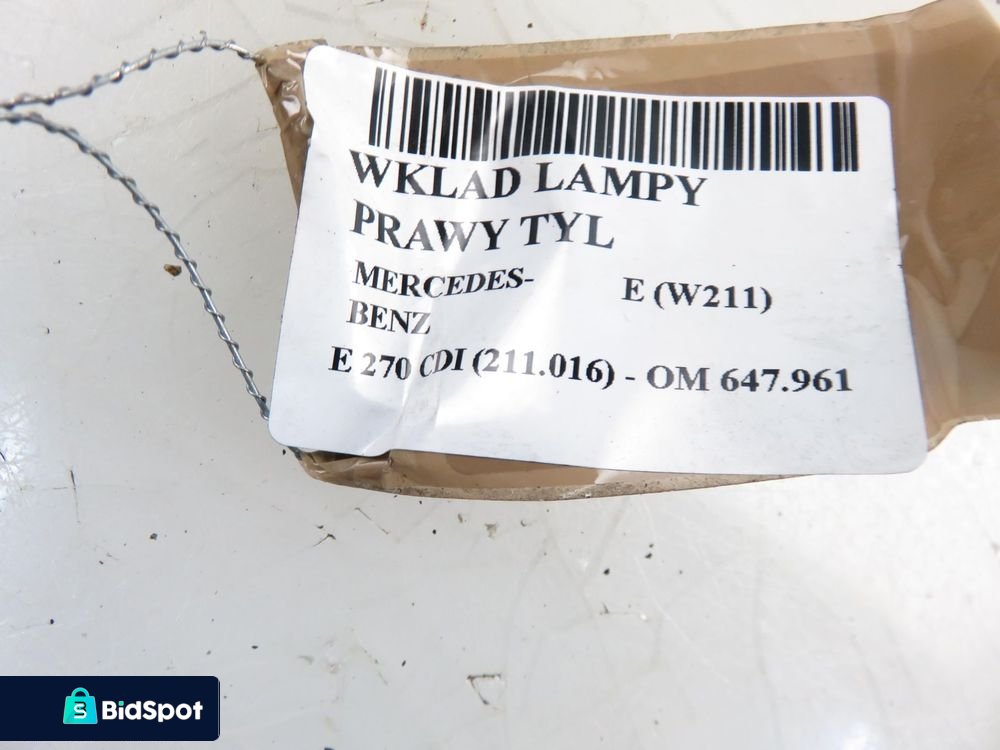 WKLAD LAMPY
PRAWY TYL
MERCEDES- E (W211)
BENZ
E 270 CDI (211.016) - OM 647.961
BidSpot